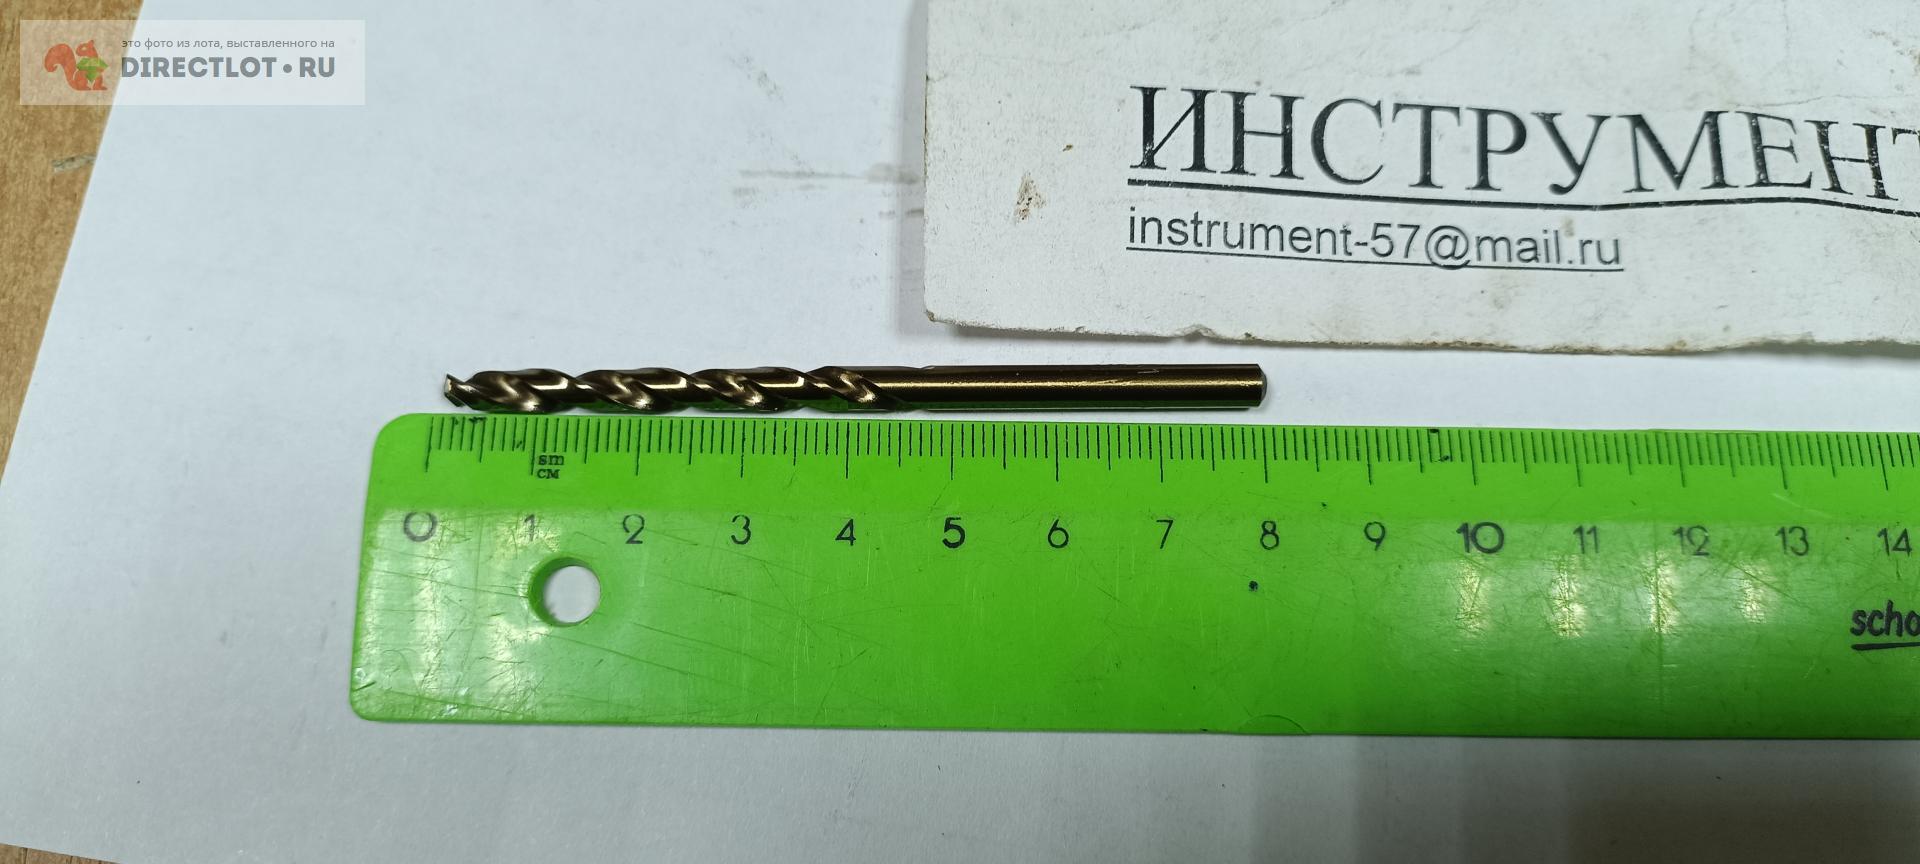 это фото из лота, выставленного на
DIRECTLOT•RU
ИНСТРУМЕНТ
instrument-57@mail.ru
sm
см
0 1 2 3 4 5 6 7 8 9 10 11 12 13 14
scho